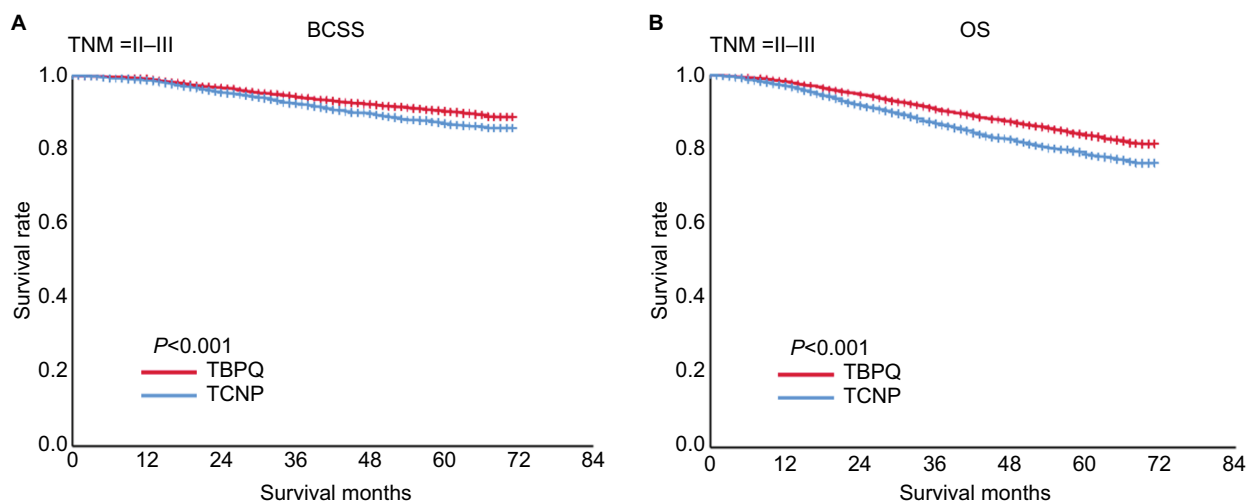 A
BCSS
TNM =II–III
1.0
0.8
0.6
0.4
0.2
0.0
Survival rate
P<0.001
TBPQ
TCNP
0 12 24 36 48 60 72 84
Survival months
B
OS
TNM =II–III
1.0
0.8
0.6
0.4
0.2
0.0
Survival rate
P<0.001
TBPQ
TCNP
0 12 24 36 48 60 72 84
Survival months